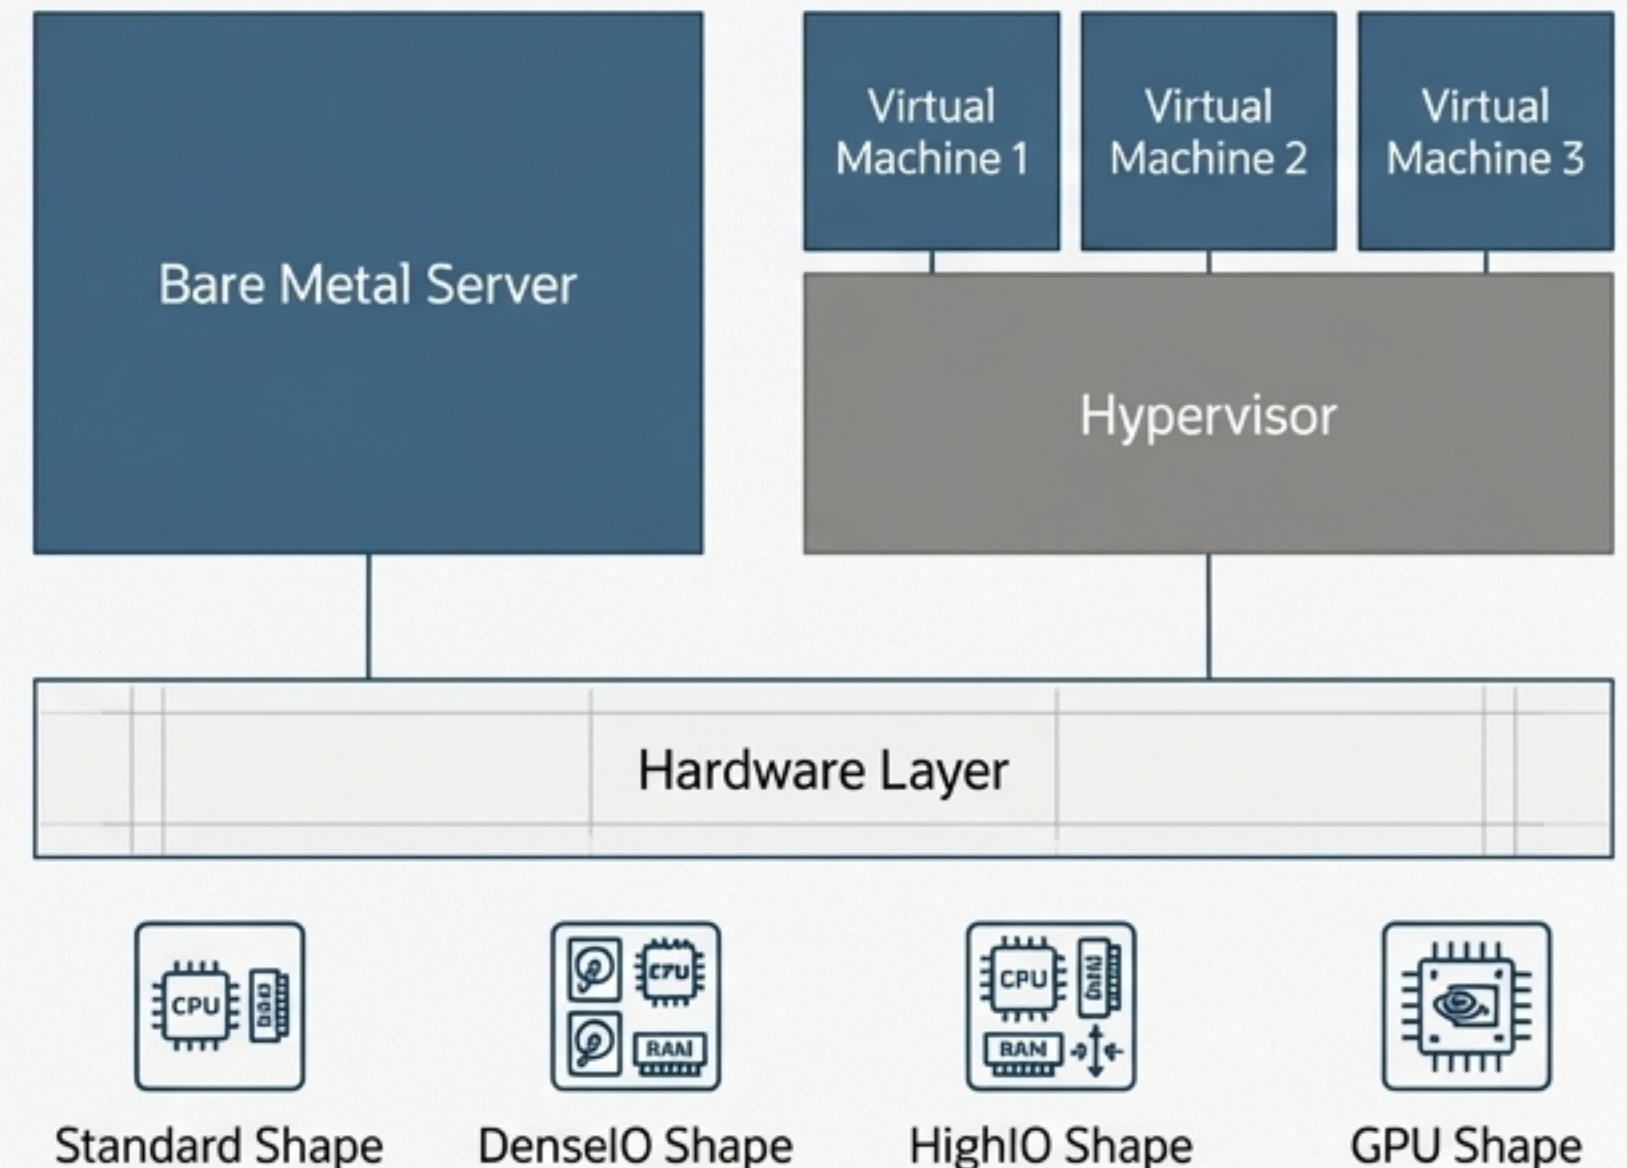 Virtual
Machine 1
Virtual
Machine 2
Virtual
Machine 3
Bare Metal Server
Hypervisor
Hardware Layer
CPU
RAM
CPU
RAM
Standard Shape
DenseIO Shape
HighIO Shape
GPU Shape